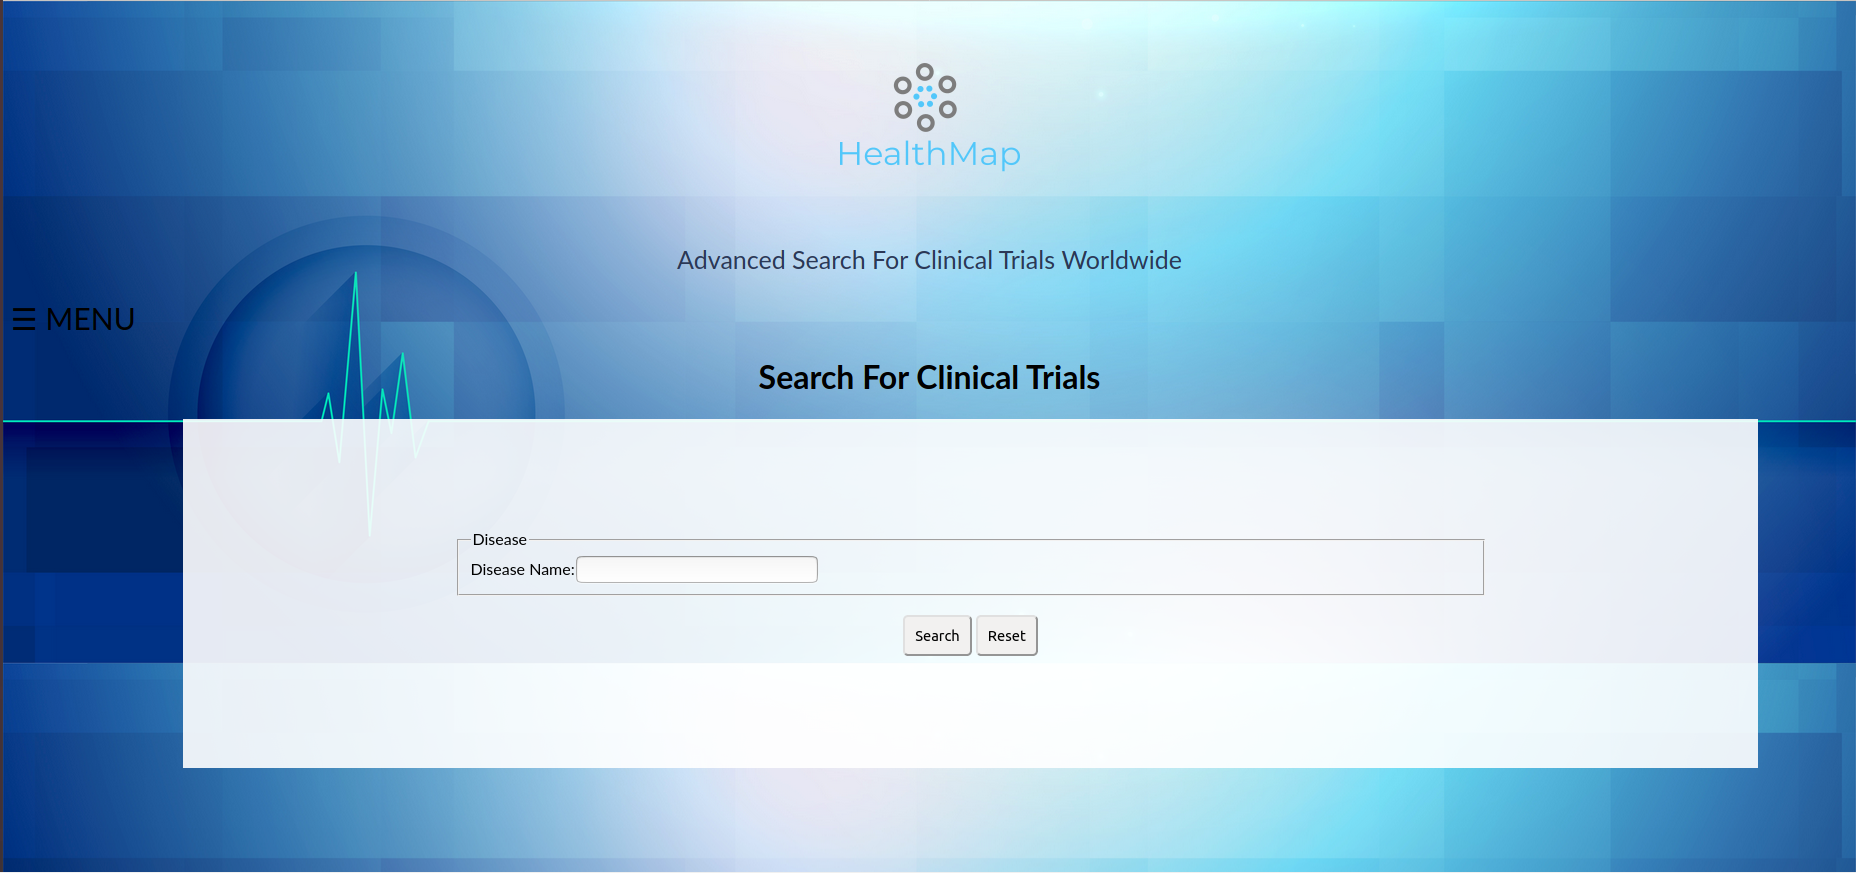 HealthMap
Advanced Search For Clinical Trials Worldwide
☰ MENU
Search For Clinical Trials
Disease
Disease Name:
Search Reset